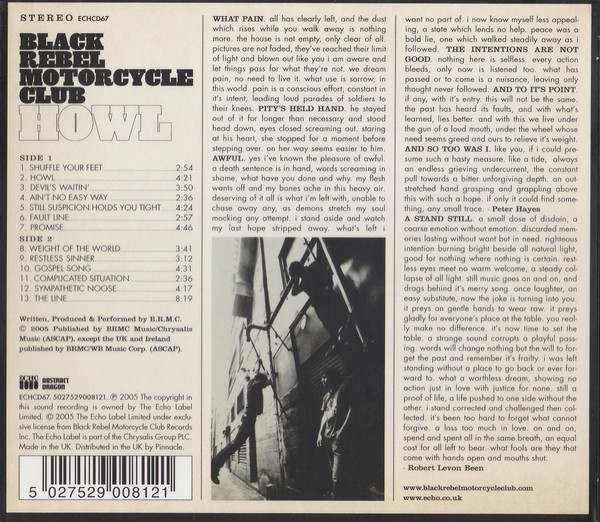 STEREO ECHCD67
BLACK
REBEL
MOTORCYCLE
CLUB
HOWL
SIDE 1
1. SHUFFLE YOUR FEET 2:54
2. HOWL 4:21
3. DEVIL'S WAITIN' 3:50
4. AIN'T NO EASY WAY 2:36
5. STILL SUSPICION HOLDS YOU TIGHT 4:24
6. FAULT LINE 2:57
7. PROMISE 4:46
SIDE 2
8. WEIGHT OF THE WORLD 3:41
9. RESTLESS SINNER 3:12
10. GOSPEL SONG 4:31
11. COMPLICATED SITUATION 2:36
12. SYMPATHETIC NOOSE 4:17
13. THE LINE 8:19
Written, Produced & Performed by B.R.M.C.
© 2005 Published by BRMC Music/Chrysalis
Music (ASCAP), except the UK and Ireland
published by BRMC/WB Music Corp. (ASCAP).
ECHO
ABSTRACT
DRAGON
ECHCD67. 5027529008121. ℗ 2005 The copyright in
this sound recording is owned by The Echo Label
Limited. © 2005 The Echo Label Limited under exclu-
sive license from Black Rebel Motorcycle Club Records
Inc. The Echo Label is part of the Chrysalis Group PLC.
Made in the UK. Distributed in the UK by Pinnacle.
5 027529 008121
WHAT PAIN. all has clearly left, and the dust
which rises while you walk away is nothing
more. the house is not empty, only clear of all.
pictures are not faded, they've reached their limit
of light and blown out like you i am aware and
let things pass for what they're not. we dream
pain, no need to live it. what use is sorrow, in
this world. pain is a conscious effort, constant in
it's intent, leading loud parades of soldiers to
their knees. PITY'S HELD HAND. he stayed
out of it for longer than necessary and stood
head down, eyes closed screaming out. staring
at his heart, she stopped for a moment before
stepping over. on her way seems easier to him.
AWFUL. yes i've known the pleasure of awful.
a death sentence is in hand, words screaming in
shame, what have you done and why. my flesh
wants off and my bones ache in this heavy air.
deserving of it all is what i'm left with, unable to
chase away any, as demons stretch my soul
mocking any attempt. i stand aside and watch
my last hope stripped away. what's left i
want no part of. i now know myself less appeal-
ing, a state which lends no help. peace was a
bold lie, one which walked steadily away as i
followed. THE INTENTIONS ARE NOT
GOOD. nothing here is selfless. every action
bleeds, only now is listened too. what has
passed or to come is a nuisance, leaving only
thought never followed. AND TO IT'S POINT.
if any, with it's entry. this will not be the same.
the past has heard its faults, and with what's
learned, lies better. and with this we live under
the gun of a loud mouth, under the wheel whose
need seems greed and ours to relieve it's weight.
AND SO TOO WAS I. like you, if i could pre-
sume such a hasty measure. like a tide, always
an endless grieving undercurrent, the constant
pull towards a bitter unforgiving depth. an out-
stretched hand grasping and grappling above
this with such a hope. if only it could find some-
thing, any small trace. - Peter Hayes
A STAND STILL. a small dose of disdain, a
coarse emotion without emotion. discarded mem-
ories lasting without want but in need. righteous
intention burning bright beside all natural light,
good for nothing where nothing is certain. rest-
less eyes meet no warm welcome, a steady col-
lapse of all light. still music goes on and on, and
drags behind it's merry song. once laughter, an
easy substitute, now the joke is turning into you.
it preys on gentle hands to wear raw. it preys
gladly for everyone's place at the table. you real-
ly make no difference. it's now time to set the
table. a strange sound corrupts a playful pass-
ing. words will change nothing but the will to for-
get the past and remember it's frailty. i was left
standing without a place to go back or ever for-
ward to. what a worthless dream, showing no
action just in love with justice for none. still a
proof of life, a life pushed to one side without the
other. i stand corrected and challenged then col-
lected. it's been too hard to forget what cannot
forgive. a loss too much in love. on and on,
spend and spent all in the same breath, an equal
cost for all left to bear. what fools are they that
come with hands open and mouths shut.
- Robert Levon Been
www.blackrebelmotorcycleclub.com
www.echo.co.uk